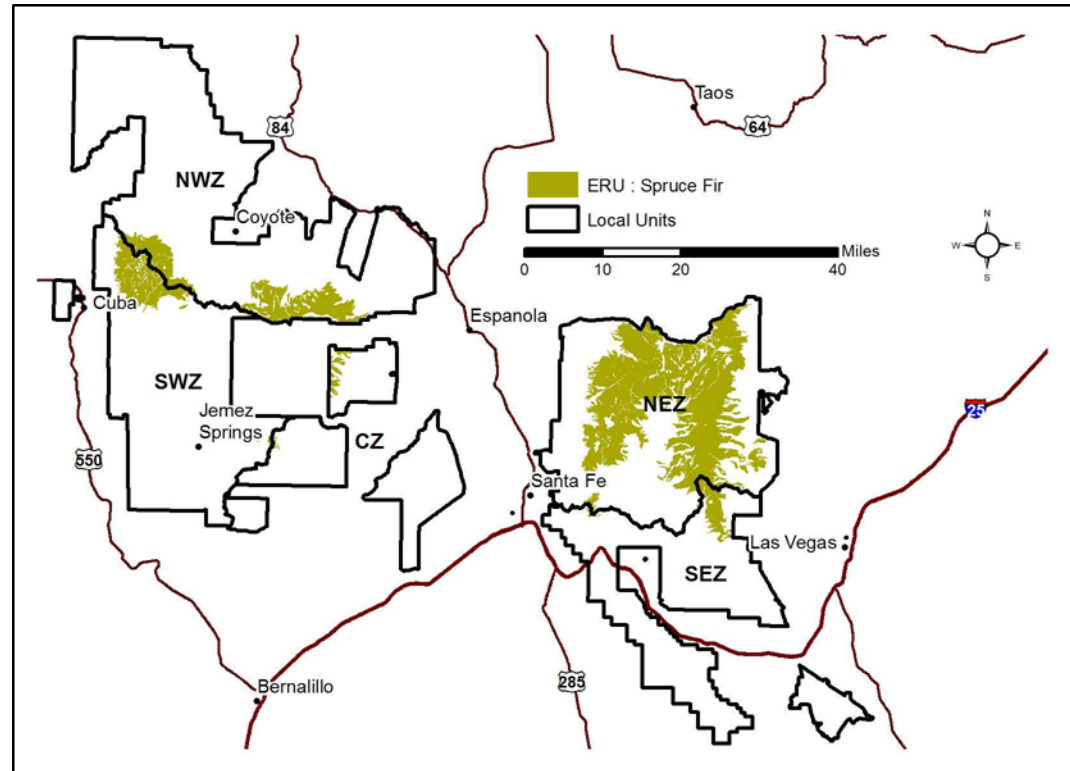 Taos
84
64
NWZ
ERU : Spruce Fir
Local Units
Coyote
Miles
0 10 20 40
N
W E
S
Cuba
Espanola
SWZ
NEZ
Jemez
Springs
CZ
550
25
Santa Fe
Las Vegas
SEZ
285
Bernalillo